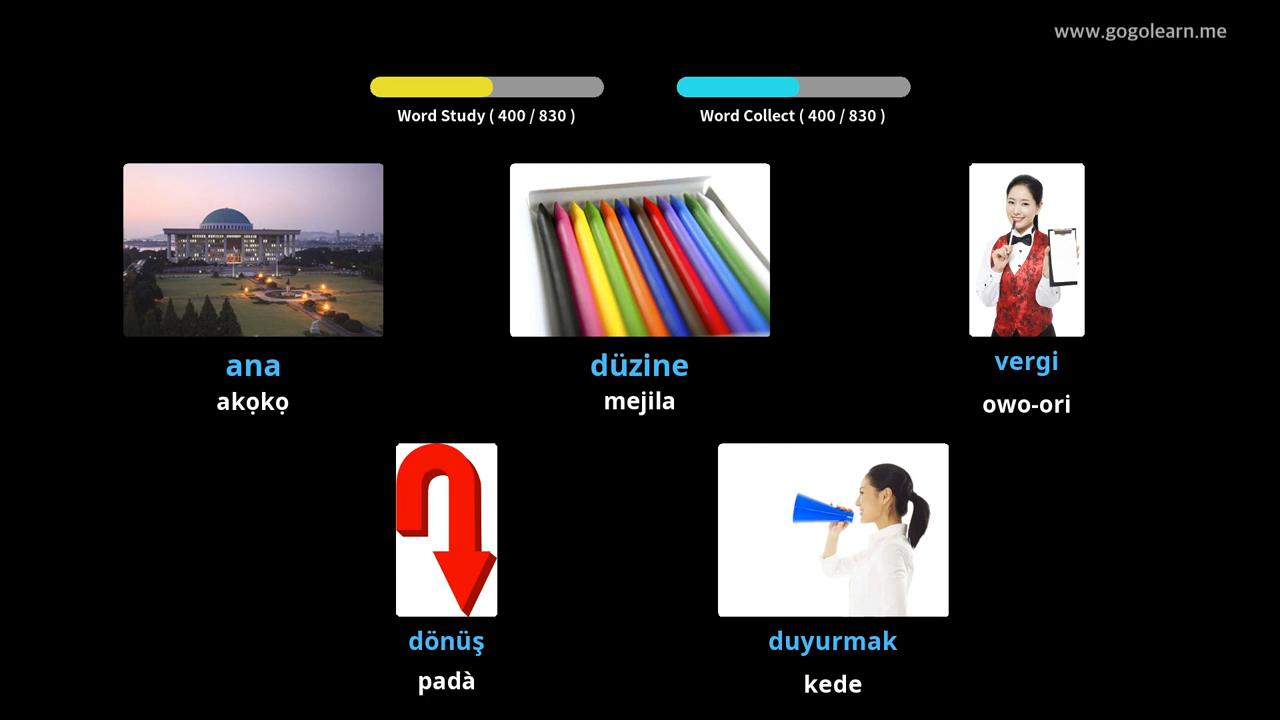 www.gogolearn.me
Word Study ( 400 / 830 )
Word Collect ( 400 / 830 )
ana
akọkọ
düzine
mejila
vergi
owo-ori
dönüş
padà
duyurmak
kede